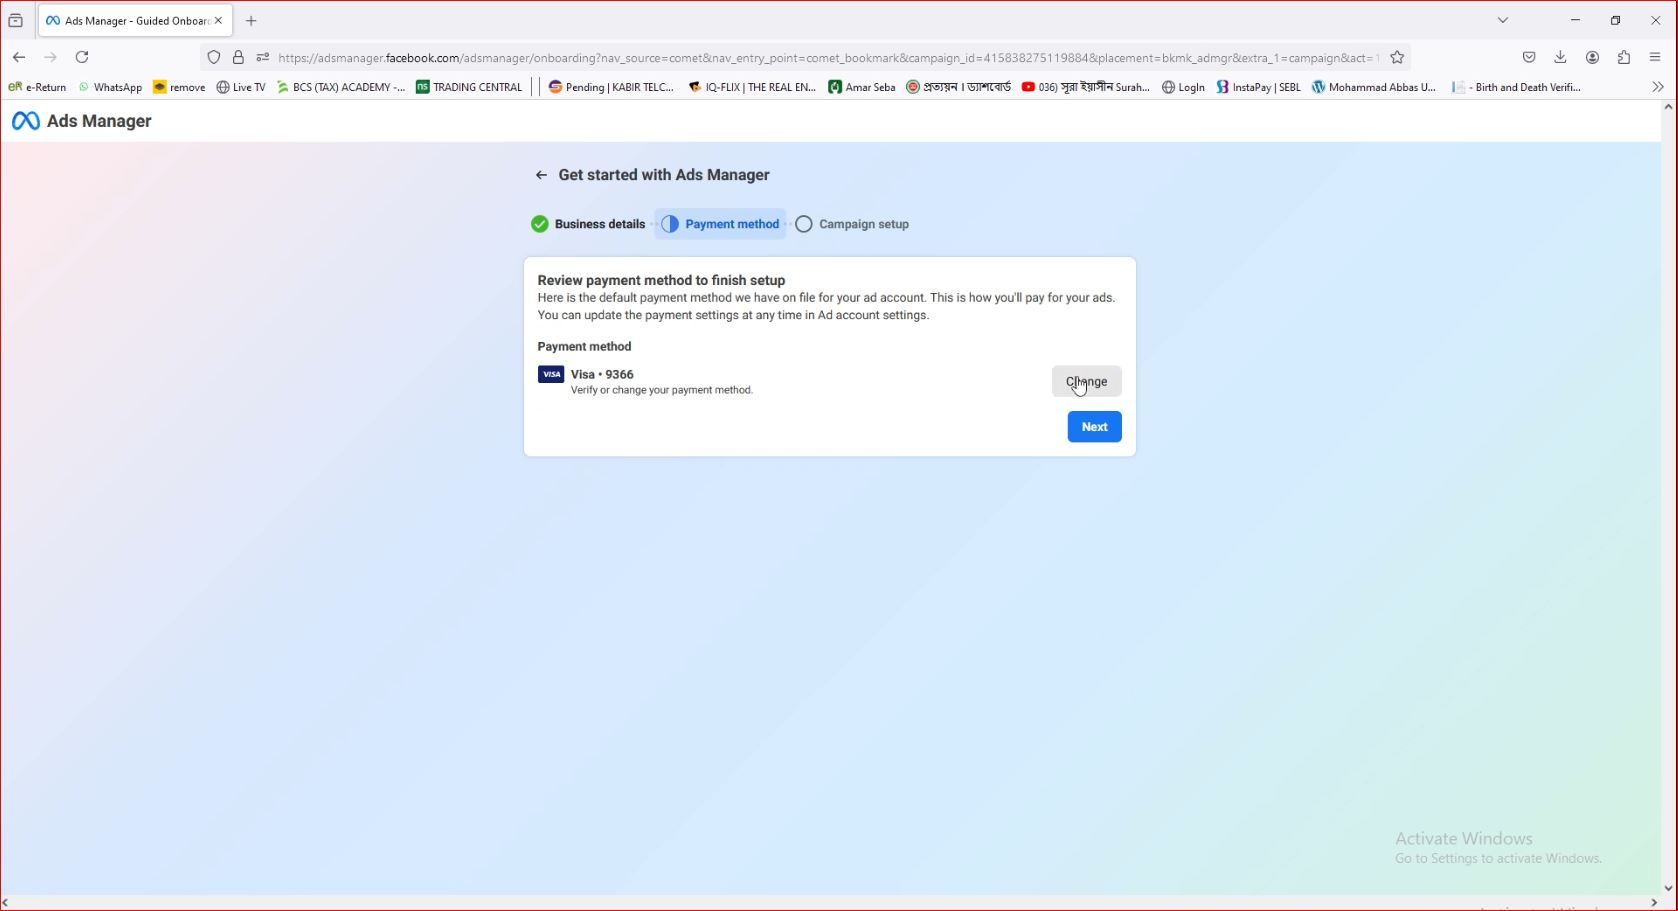 Ads Manager - Guided Onboar
https://adsmanager.facebook.com/adsmanager/onboarding?nav_source=comet&nav_entry_point=comet_bookmark&campaign_id=415838275119884&placement=bkmk_admgr&extra_1=campaign&act=1
e-Return WhatsApp remove Live TV BCS (TAX) ACADEMY -... ns TRADING CENTRAL Pending | KABIR TELC... IQ-FLIX | THE REAL EN... Amar Seba প্রত্যয়ন । ড্যাশবোর্ড 036) সূরা ইয়াসীন Surah... LogIn InstaPay | SEBL Mohammad Abbas U... - Birth and Death Verifi...
Ads Manager
Get started with Ads Manager
Business details Payment method Campaign setup
Review payment method to finish setup
Here is the default payment method we have on file for your ad account. This is how you'll pay for your ads.
You can update the payment settings at any time in Ad account settings.
Payment method
VISA Visa • 9366
Verify or change your payment method.
Change
Next
Activate Windows
Go to Settings to activate Windows.